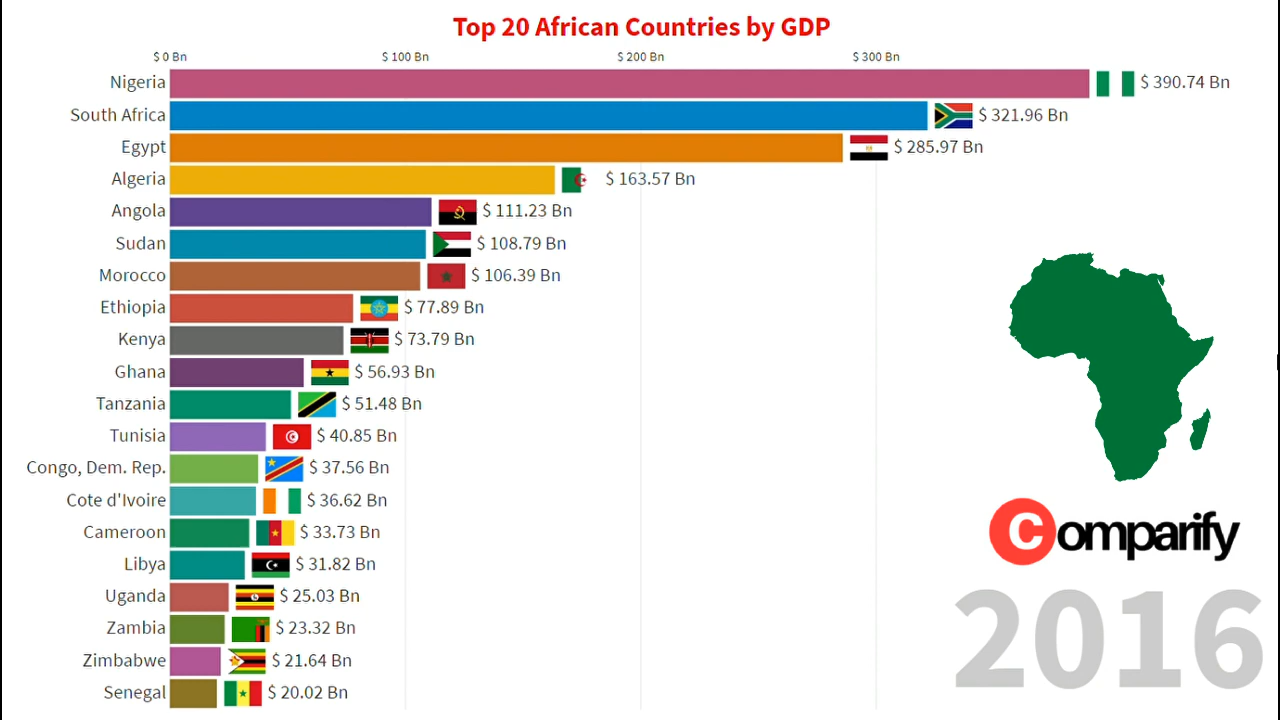 Top 20 African Countries by GDP
$ 0 Bn $ 100 Bn $ 200 Bn $ 300 Bn
Nigeria $ 390.74 Bn
South Africa $ 321.96 Bn
Egypt $ 285.97 Bn
Algeria $ 163.57 Bn
Angola $ 111.23 Bn
Sudan $ 108.79 Bn
Morocco $ 106.39 Bn
Ethiopia $ 77.89 Bn
Kenya $ 73.79 Bn
Ghana $ 56.93 Bn
Tanzania $ 51.48 Bn
Tunisia $ 40.85 Bn
Congo, Dem. Rep. $ 37.56 Bn
Cote d'Ivoire $ 36.62 Bn
Cameroon $ 33.73 Bn
Libya $ 31.82 Bn
Uganda $ 25.03 Bn
Zambia $ 23.32 Bn
Zimbabwe $ 21.64 Bn
Senegal $ 20.02 Bn
Comparify
2016